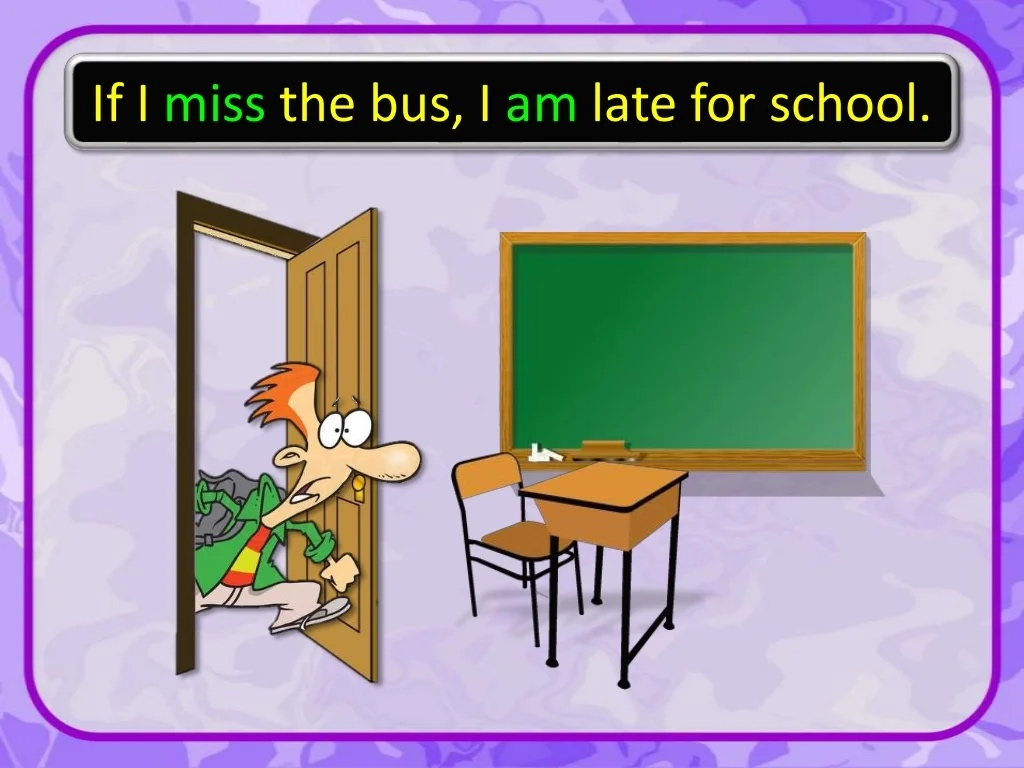 If I miss the bus, I am late for school.